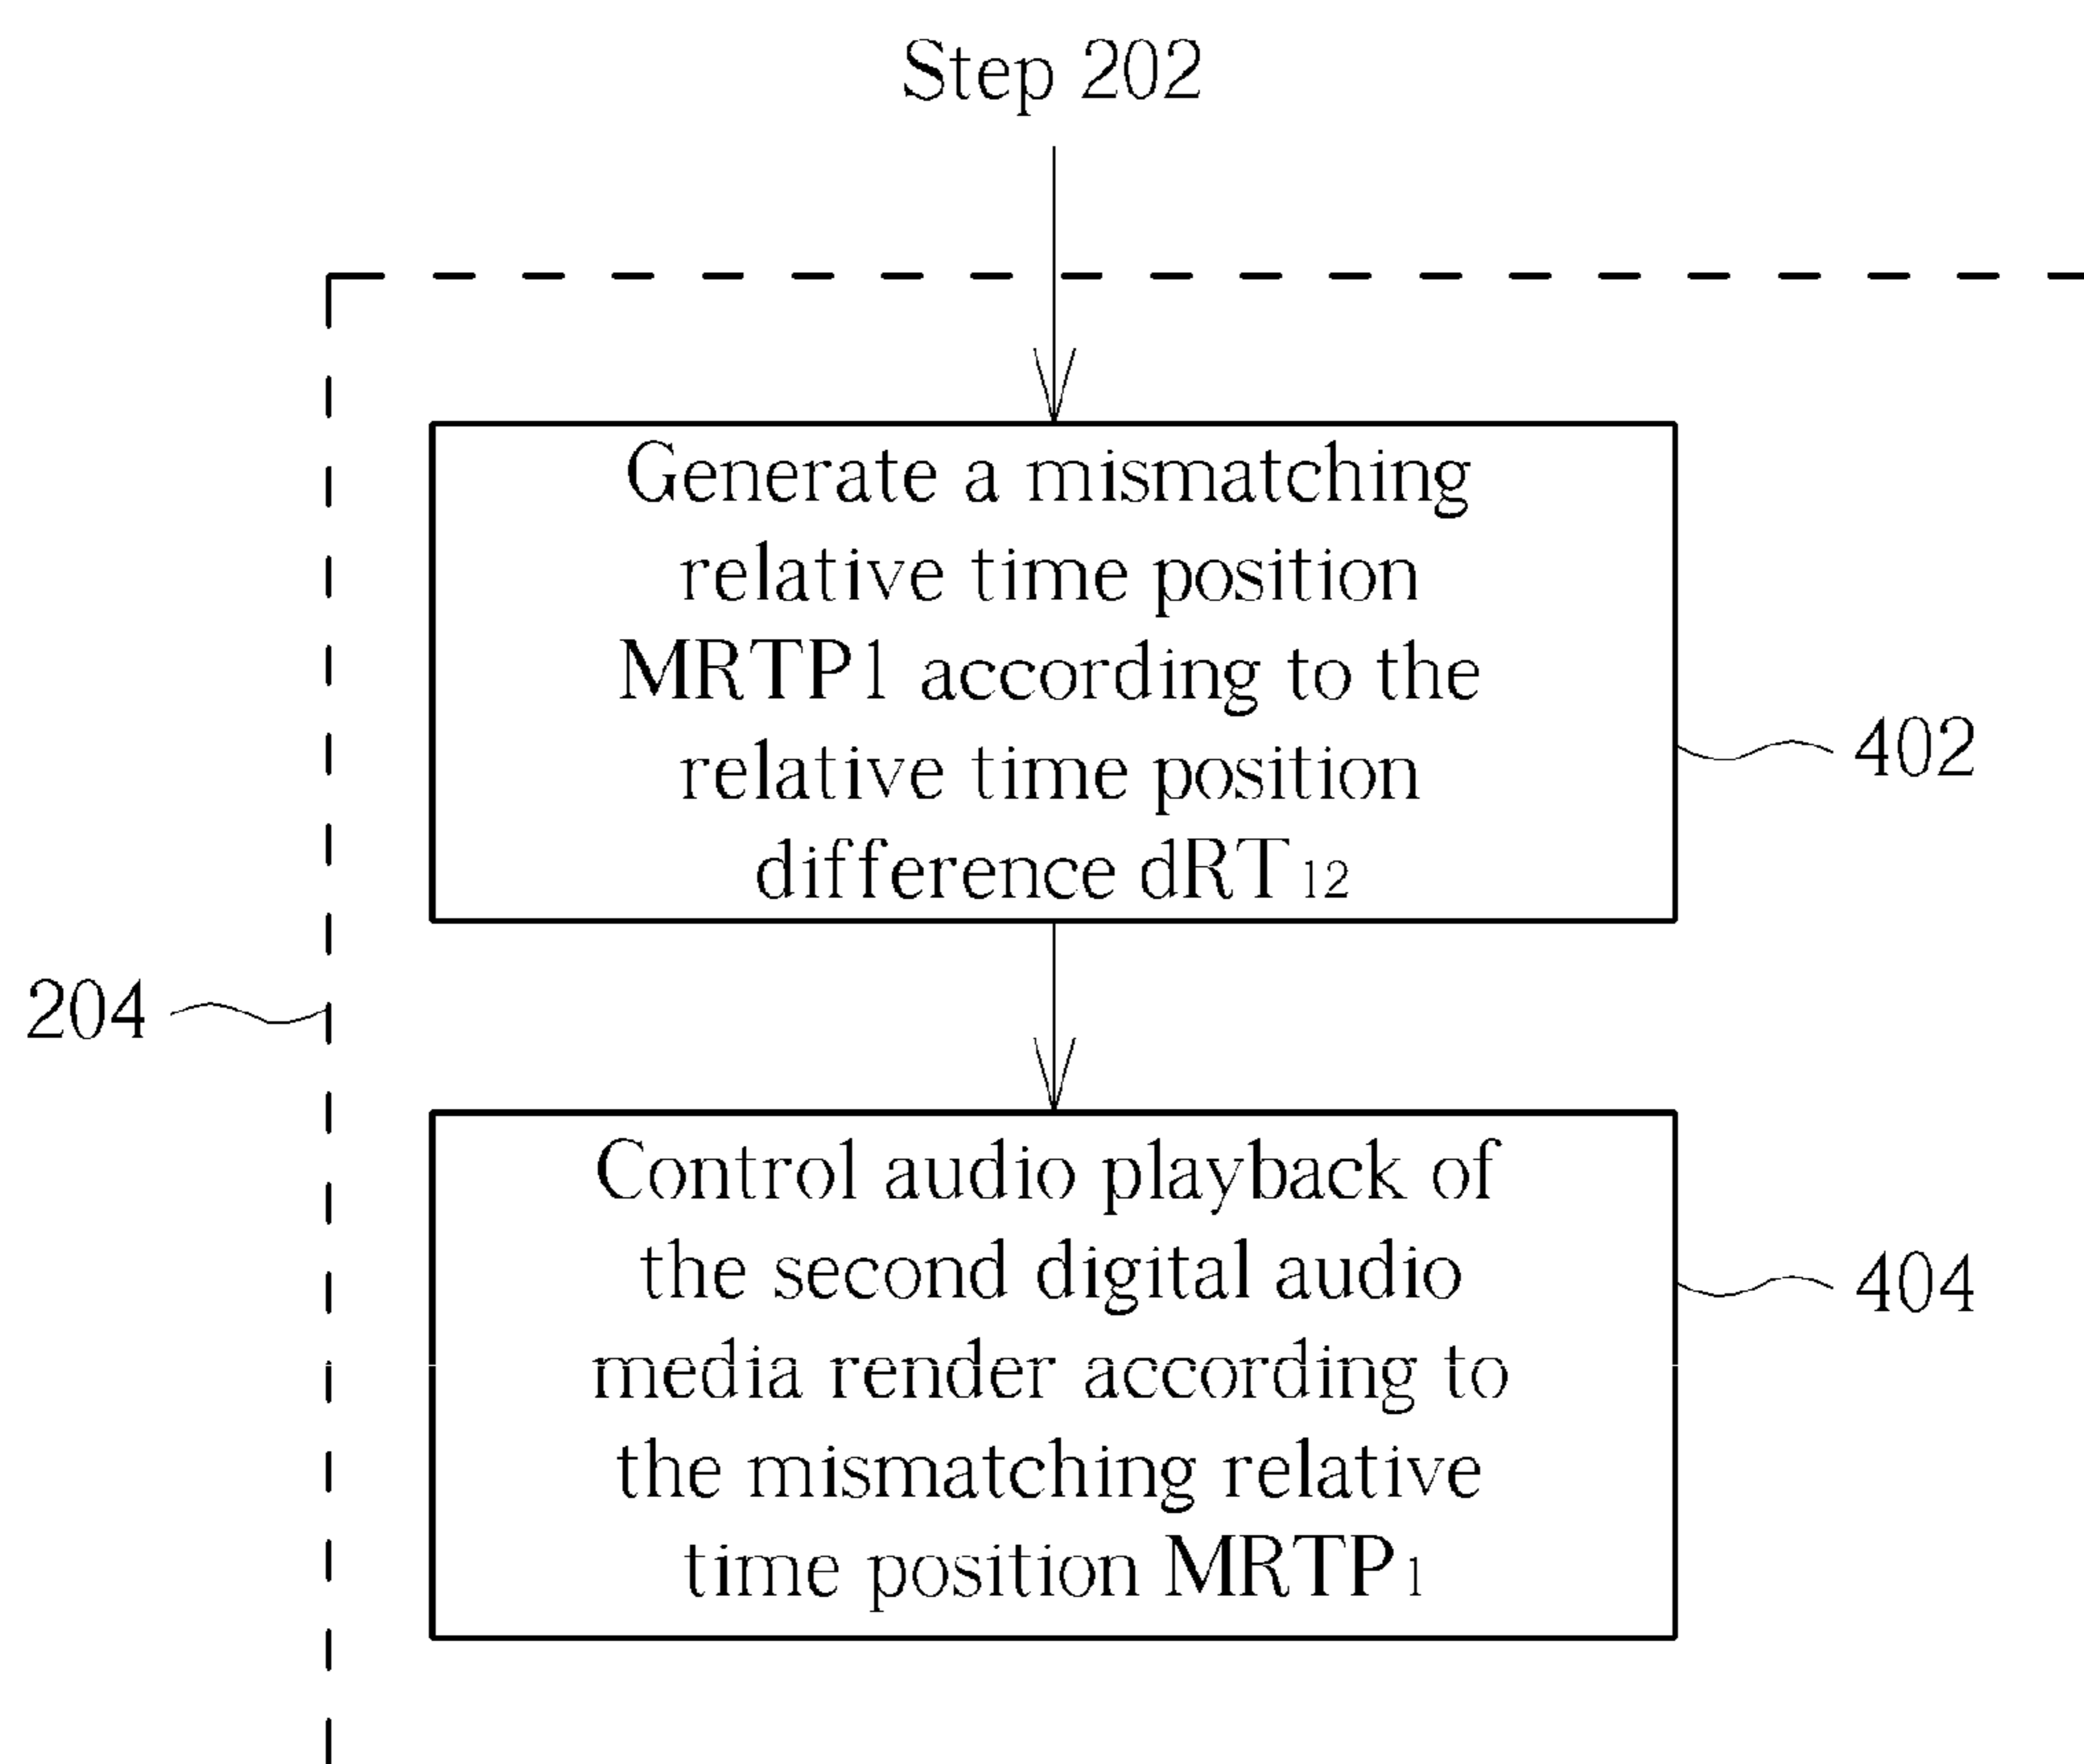 Step 202
Generate a mismatching
relative time position
MRTP1 according to the
relative time position
difference dRT₁₂
402
204
Control audio playback of
the second digital audio
media render according to
the mismatching relative
time position MRTP₁
404